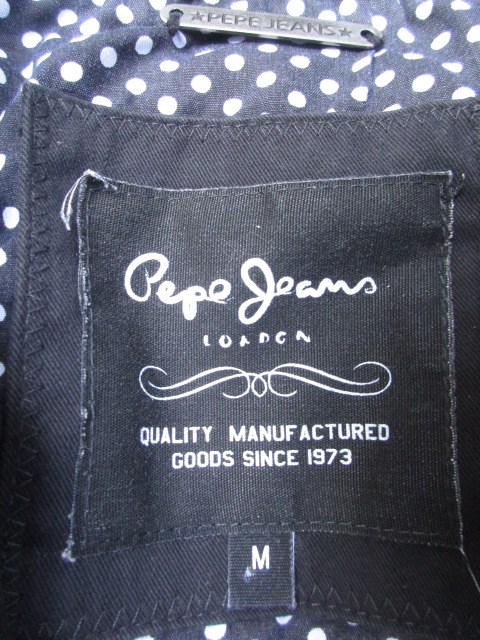 ★PEPE JEANS★
Pepe Jeans
LONDON
QUALITY MANUFACTURED
GOODS SINCE 1973
M